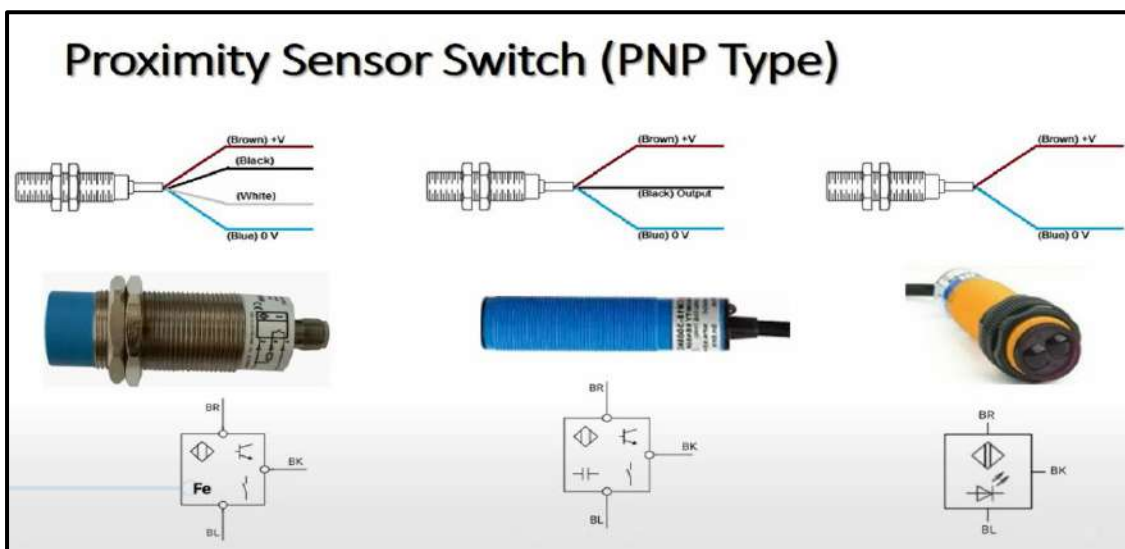 Proximity Sensor Switch (PNP Type)
(Brown) +V
(Black)
(White)
(Blue) 0 V
(Brown) +V
(Black) Output
(Blue) 0 V
(Brown) +V
(Blue) 0 V
BR
BK
Fe
BL
BR
BK
BL
BR
BK
BL